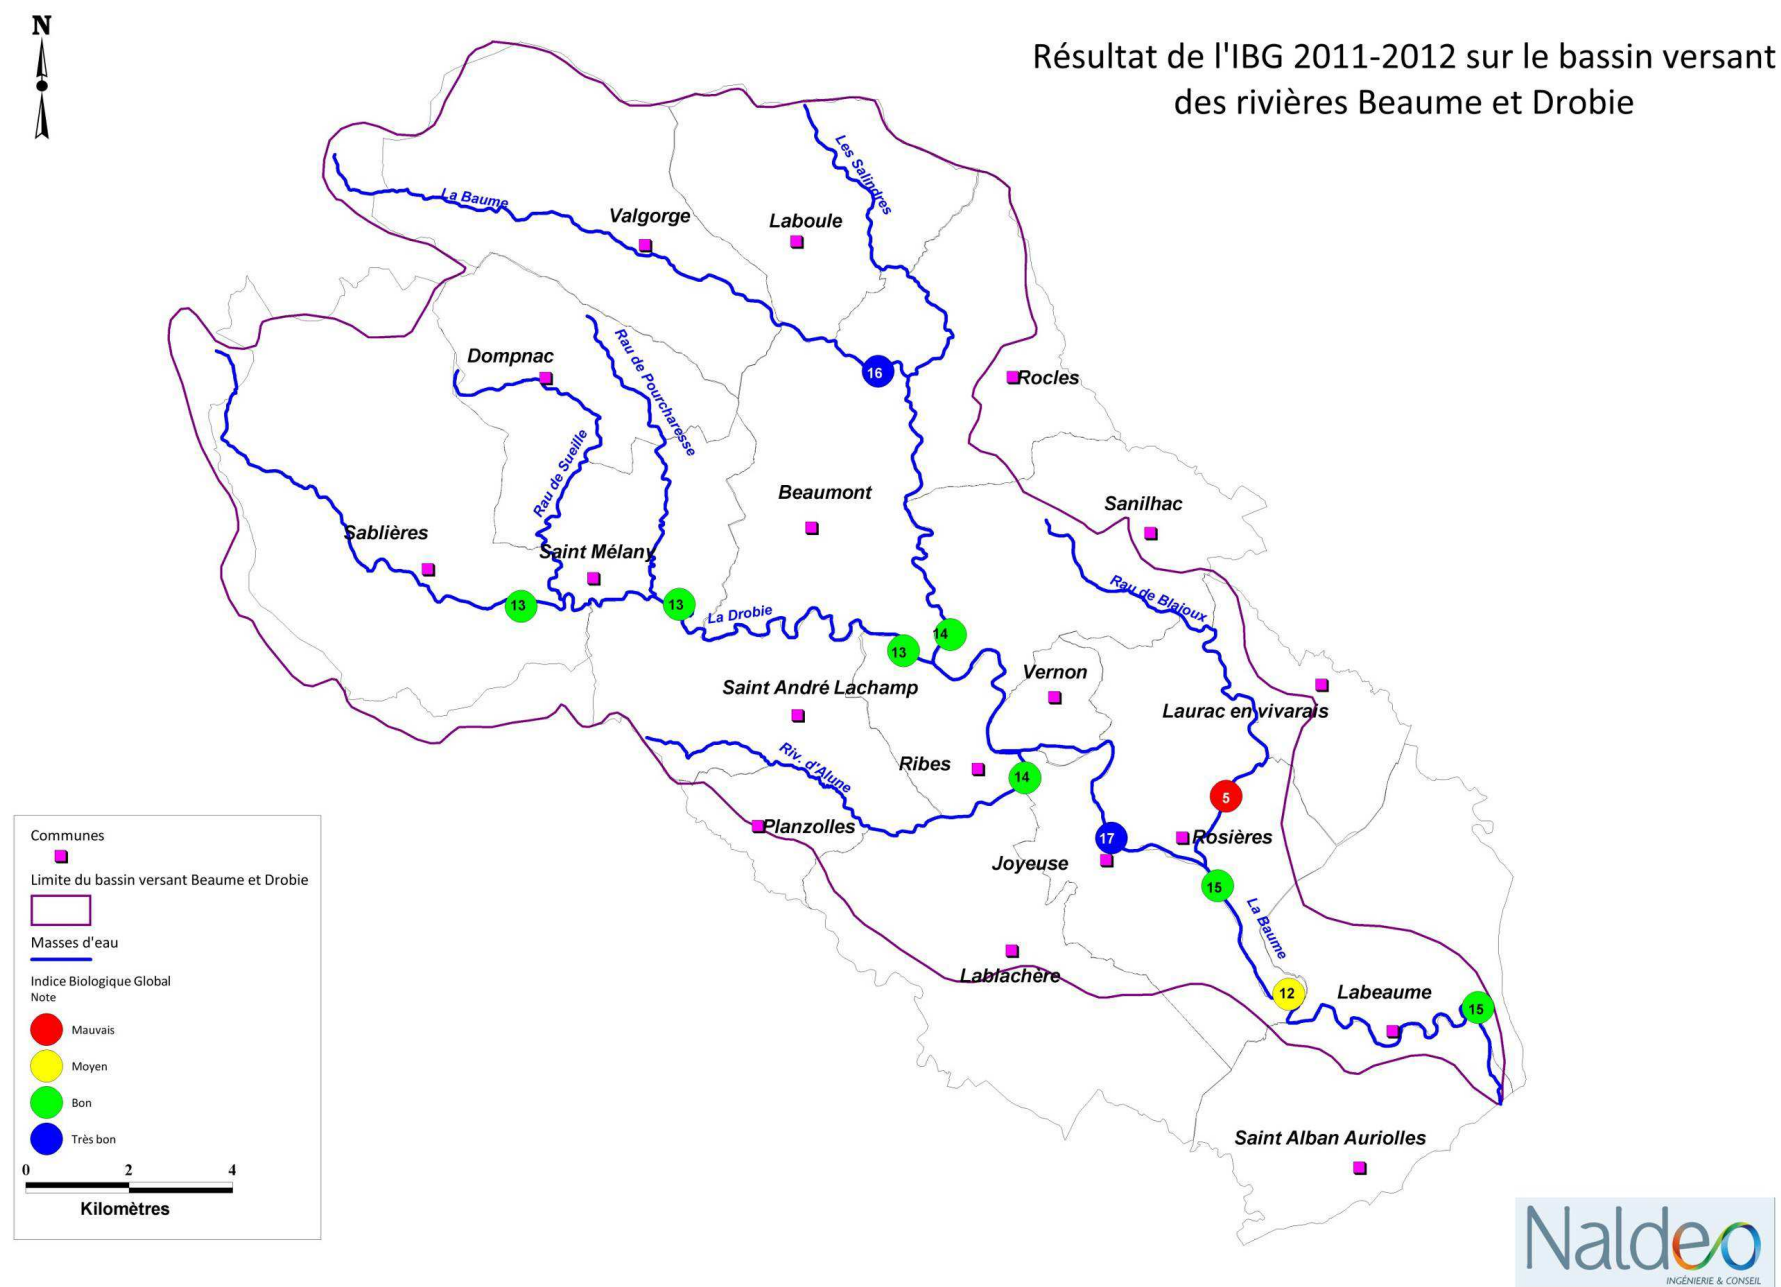 N
Résultat de l'IBG 2011-2012 sur le bassin versant
des rivières Beaume et Drobie
Les Salindres
La Baume
Valgorge
Laboule
Dompnac
Rau de Pourcharesse
16
Rocles
Rau de Sueille
Beaumont
Sanilhac
Sablières
Saint Mélany
Rau de Blajoux
13
13
La Drobie
14
13
Vernon
Saint André Lachamp
Laurac en vivarais
Riv. d'Alune
Ribes
14
5
Planzolles
17
Rosières
Joyeuse
15
La Baume
Lablachère
12
Labeaume
15
Saint Alban Auriolles
Communes
Limite du bassin versant Beaume et Drobie
Masses d'eau
Indice Biologique Global
Note
Mauvais
Moyen
Bon
Très bon
0 2 4
Kilomètres
Naldeo
INGÉNIERIE & CONSEIL